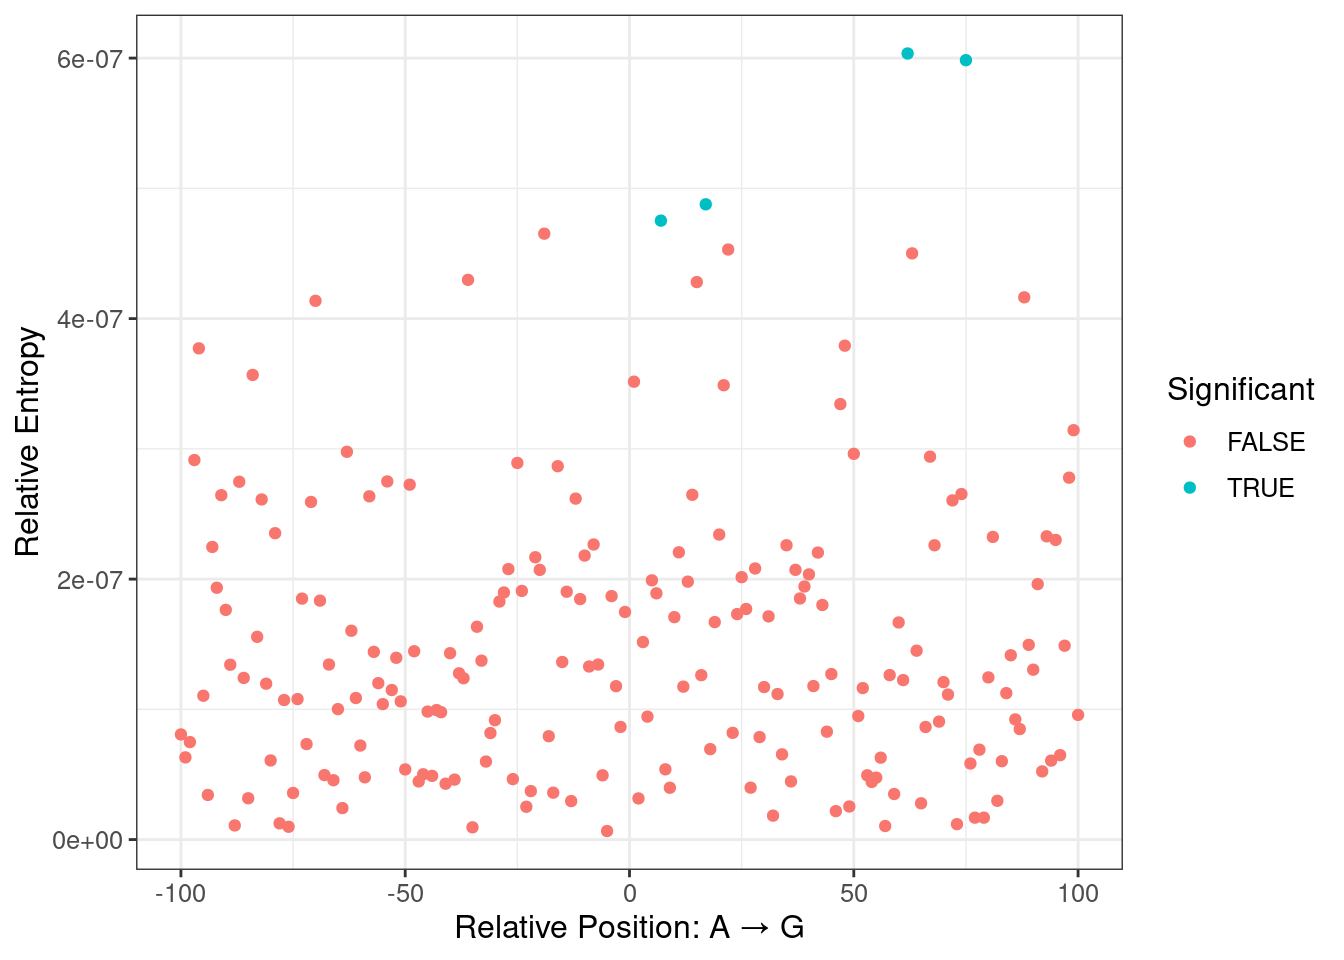 6e-07
4e-07
2e-07
0e+00
Relative Entropy
-100
-50
0
50
100
Relative Position: A → G
Significant
FALSE
TRUE